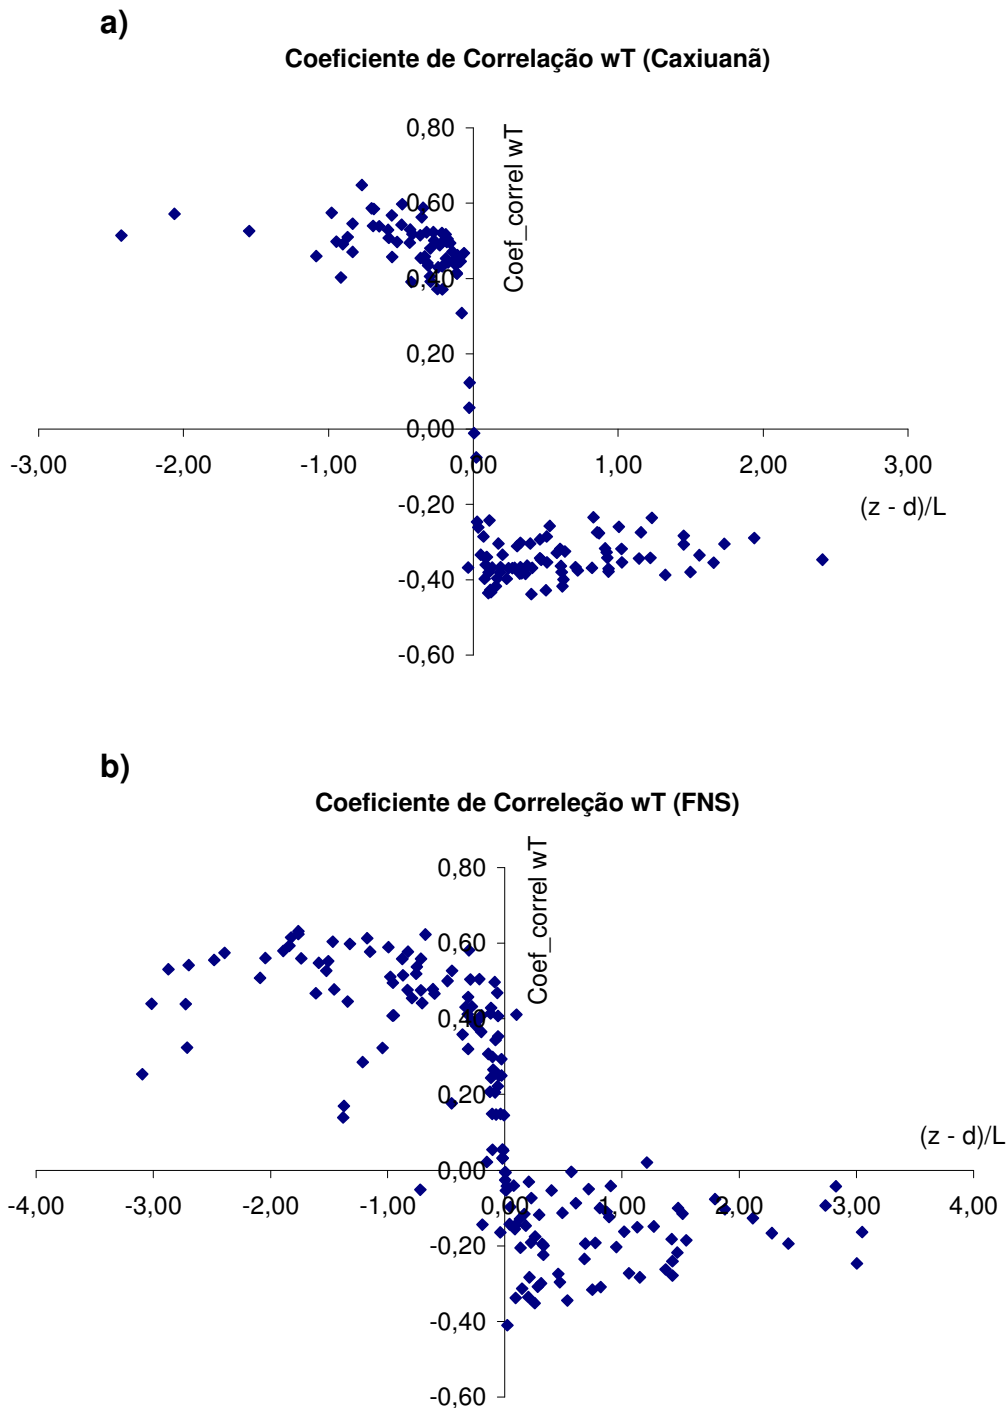 a)
Coeficiente de Correlação wT (Caxiuanã)
0,80
Coef_correl wT
0,60
0,40
0,20
0,00
-3,00 -2,00 -1,00 0,00 1,00 2,00 3,00
-0,20
(z - d)/L
-0,40
-0,60
b)
Coeficiente de Correleção wT (FNS)
Coef_correl wT
0,80
0,60
0,40
0,20
(z - d)/L
0,00
-4,00 -3,00 -2,00 -1,00 0,00 1,00 2,00 3,00 4,00
-0,20
-0,40
-0,60